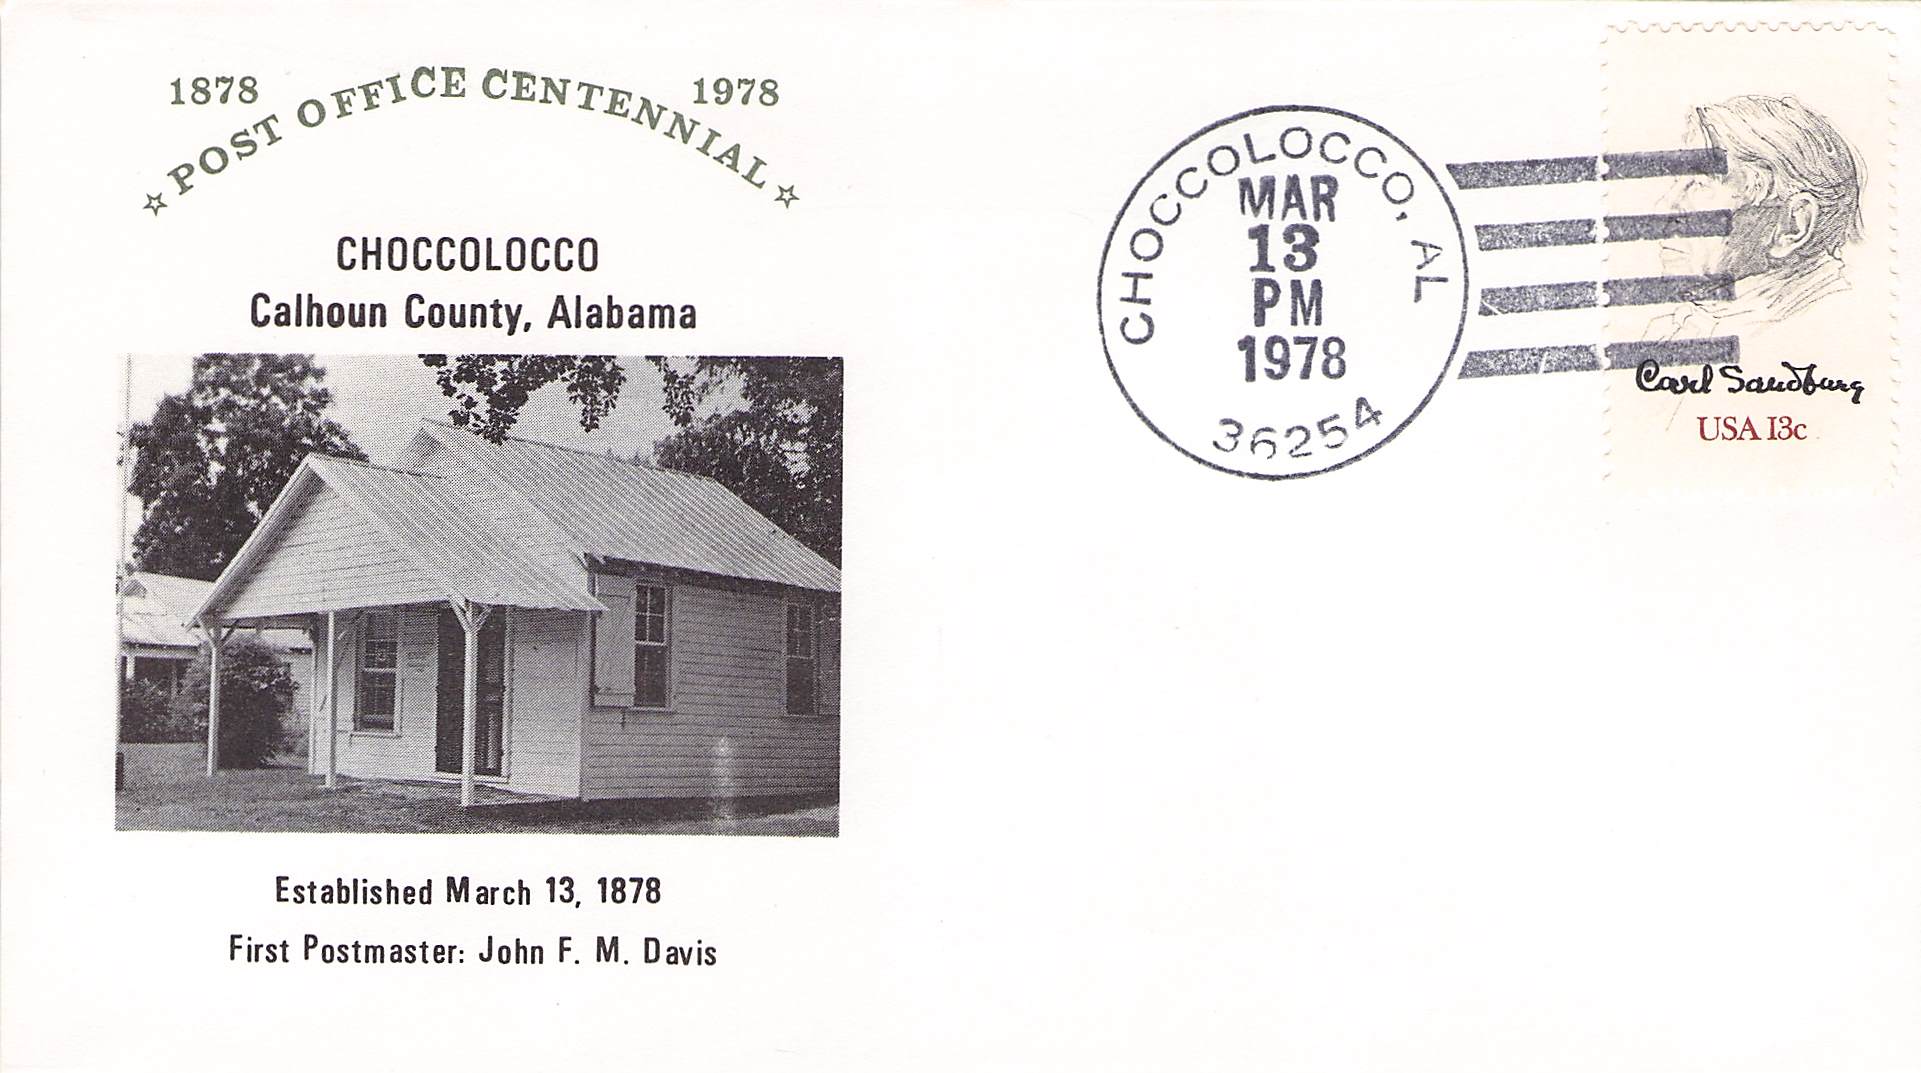 1878 1978
☆ POST OFFICE CENTENNIAL ☆
CHOCCOLOCCO
Calhoun County, Alabama
Established March 13, 1878
First Postmaster: John F. M. Davis
CHOCCOLOCCO, AL
MAR
13
PM
1978
36254
Carl Sandburg
USA 13c